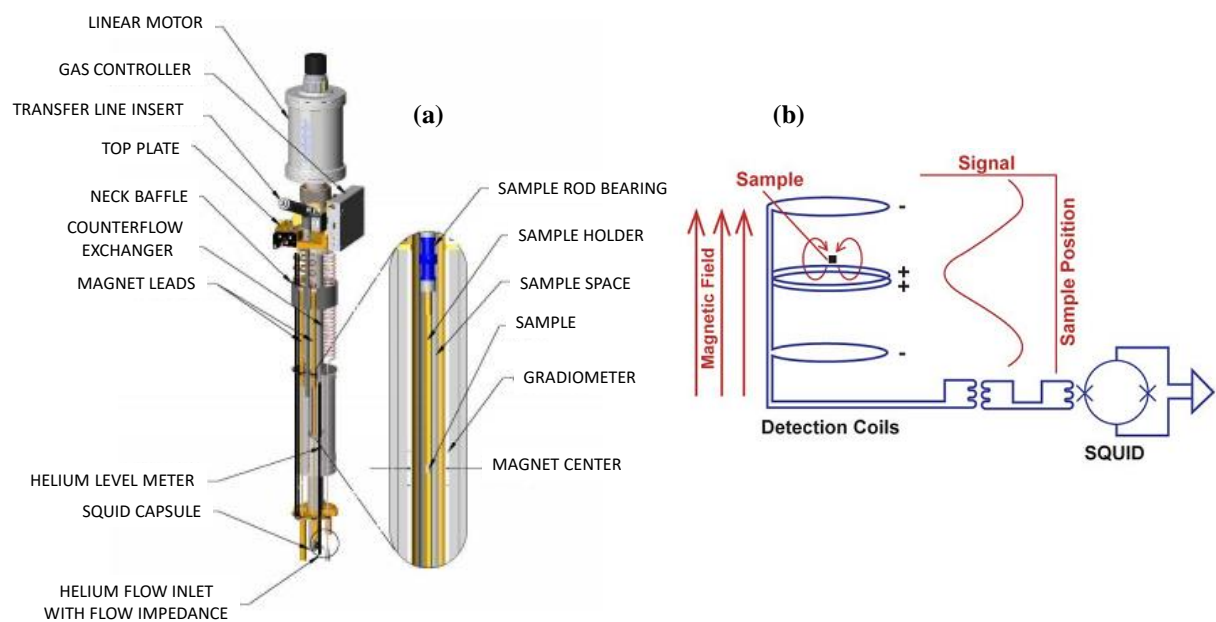 LINEAR MOTOR
GAS CONTROLLER
TRANSFER LINE INSERT
TOP PLATE
NECK BAFFLE
COUNTERFLOW
EXCHANGER
MAGNET LEADS
HELIUM LEVEL METER
SQUID CAPSULE
HELIUM FLOW INLET
WITH FLOW IMPEDANCE
(a)
SAMPLE ROD BEARING
SAMPLE HOLDER
SAMPLE SPACE
SAMPLE
GRADIOMETER
MAGNET CENTER
(b)
Signal
Sample
-
+
+
-
Magnetic Field
Sample Position
Detection Coils
SQUID